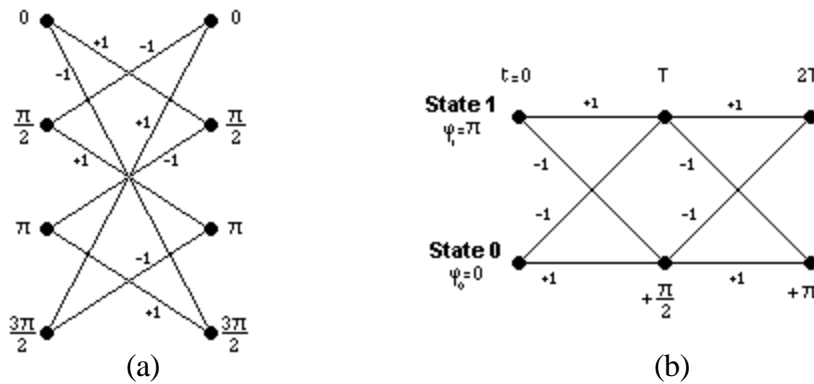 0 0
+1 -1
-1
π/2 +1 π/2
+1 -1
π π
-1
+1
3π/2 3π/2
(a)
t=0 T 2T
State 1 +1 +1
φ₁=π
-1 -1
-1 -1
State 0
φ₀=0 +1 +1
+π/2 +π
(b)